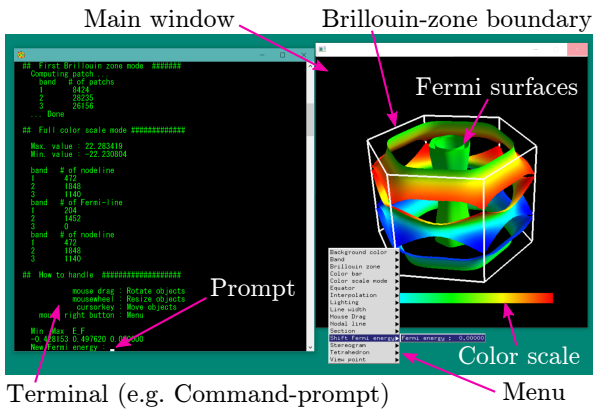 Main window
Brillouin-zone boundary
## First Brillouin zone mode #######
Computing patch ...
band # of patchs
1 8424
2 28235
3 26156
... Done
## Full color scale mode #############
Max. value : 22.283419
Min. value : -22.230804
band # of nodeline
1 472
2 1848
3 1140
band # of Fermi-line
1 204
2 1452
3 0
band # of nodeline
1 472
2 1848
3 1140
## How to handle ###################
mouse drag : Rotate objects
mousewheel : Resize objects
cursorkey : Move objects
mouse right button : Menu
Min Max E_F
-0.428153 0.497620 0.000000
New Fermi energy :
Prompt
Terminal (e.g. Command-prompt)
Fermi surfaces
Background color
Band
Brillouin zone
Color bar
Color scale mode
Equator
Interpolation
Lighting
Line width
Mouse Drag
Nodal line
Section
Shift Fermi energy
Fermi energy : 0.00000
Stereogram
Tetrahedron
View point
Color scale
Menu